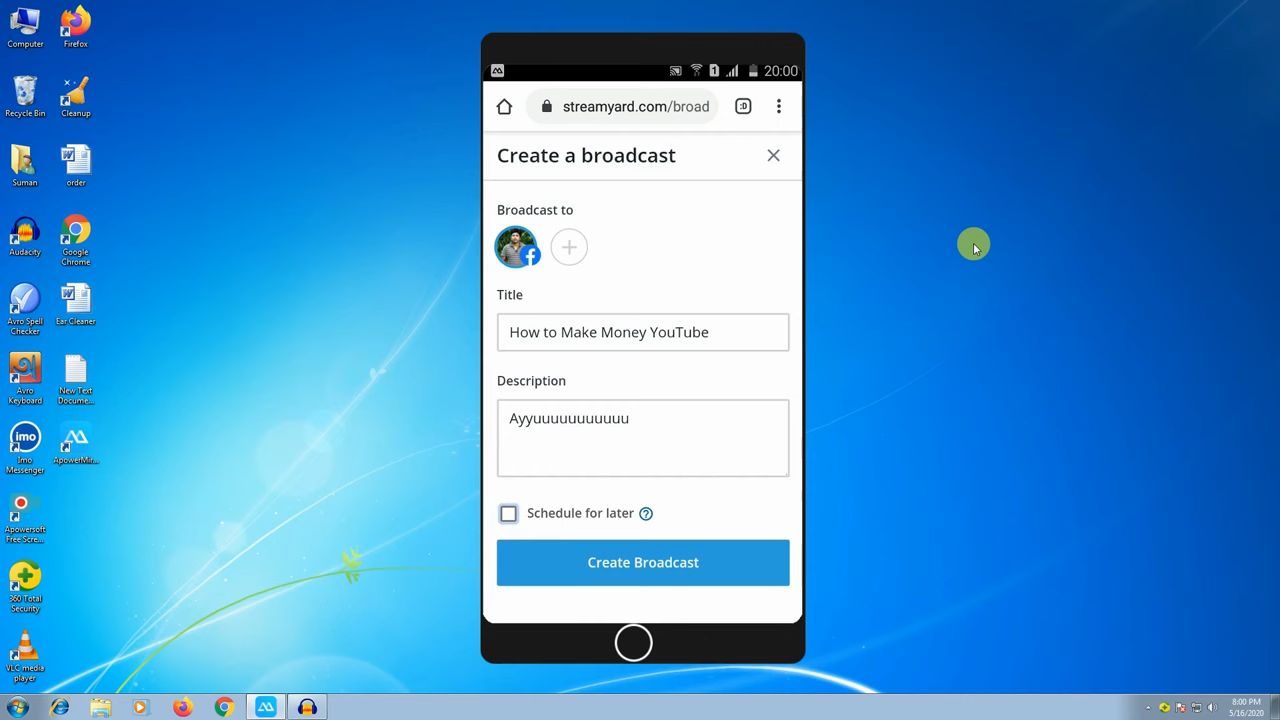 Computer
Firefox
Recycle Bin
Cleanup
Suman
order
Audacity
Google
Chrome
Avro Spell
Checker
Ear Cleaner
Avro
Keyboard
New Text
Docume...
imo
Imo
Messenger
ApowerMir...
Apowersoft
Free Scre...
360 Total
Security
VLC media
player
1
20:00
streamyard.com/broad
:D
Create a broadcast
Broadcast to
Title
How to Make Money YouTube
Description
Ayyuuuuuuuuuuu
Schedule for later
Create Broadcast
8:00 PM
5/16/2020